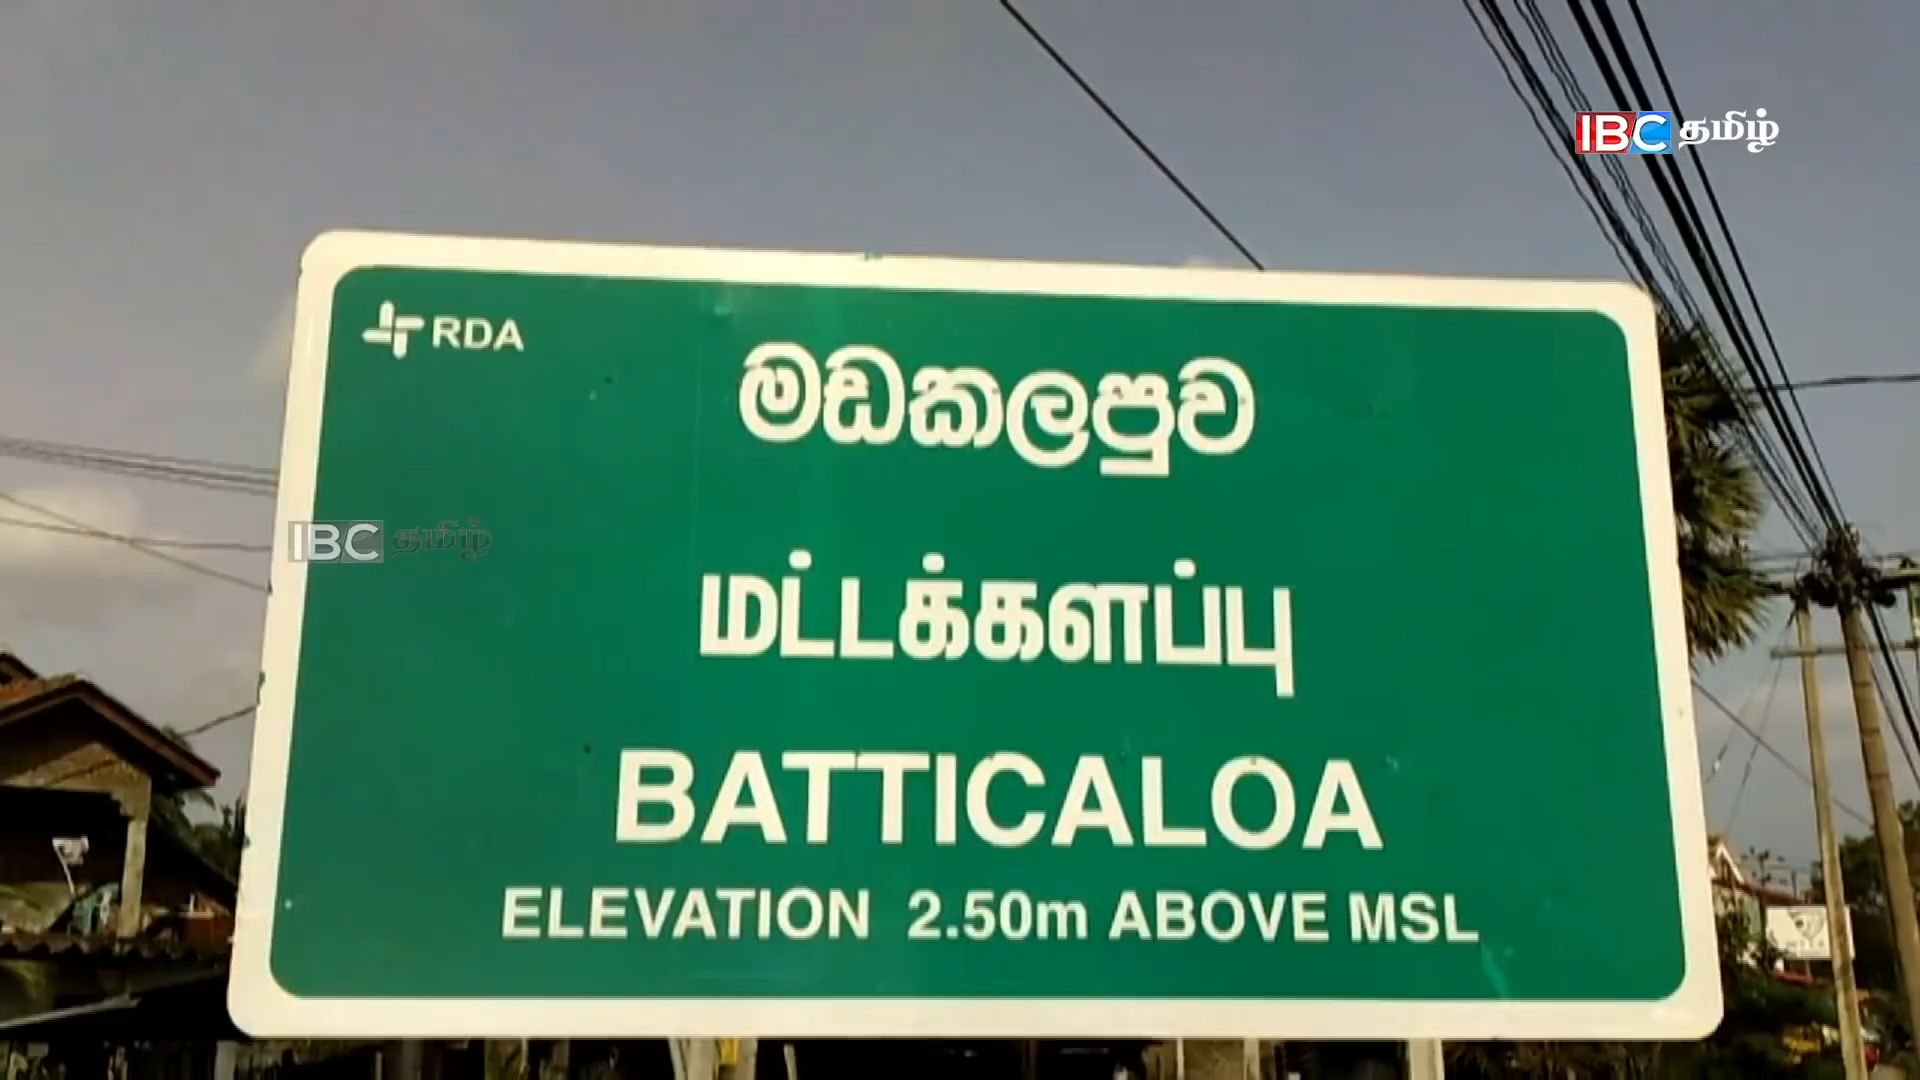 IBC தமிழ்
RDA
මඩකලපුව
IBC தமிழ்
மட்டக்களப்பு
BATTICALOA
ELEVATION 2.50m ABOVE MSL